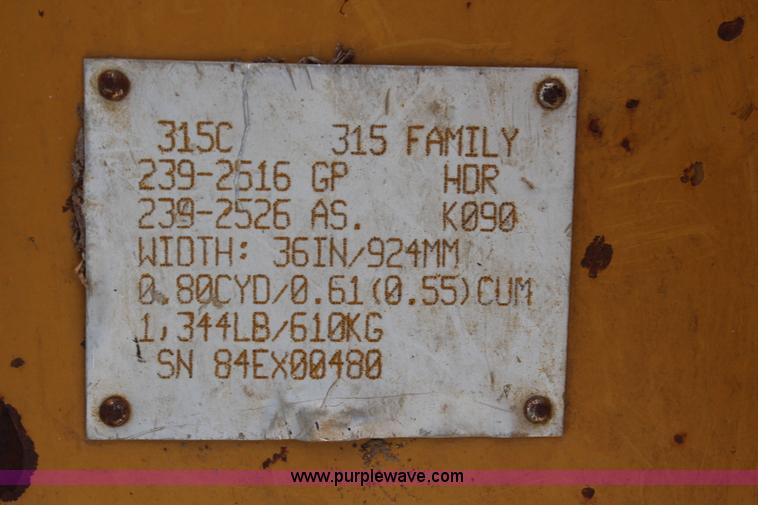 315C 315 FAMILY
239-2516 GP HDR
239-2526 AS. K090
WIDTH: 36IN/924MM
0.80CYD/0.61(0.55)CUM
1,344LB/610KG
SN 84EX00480
www.purplewave.com